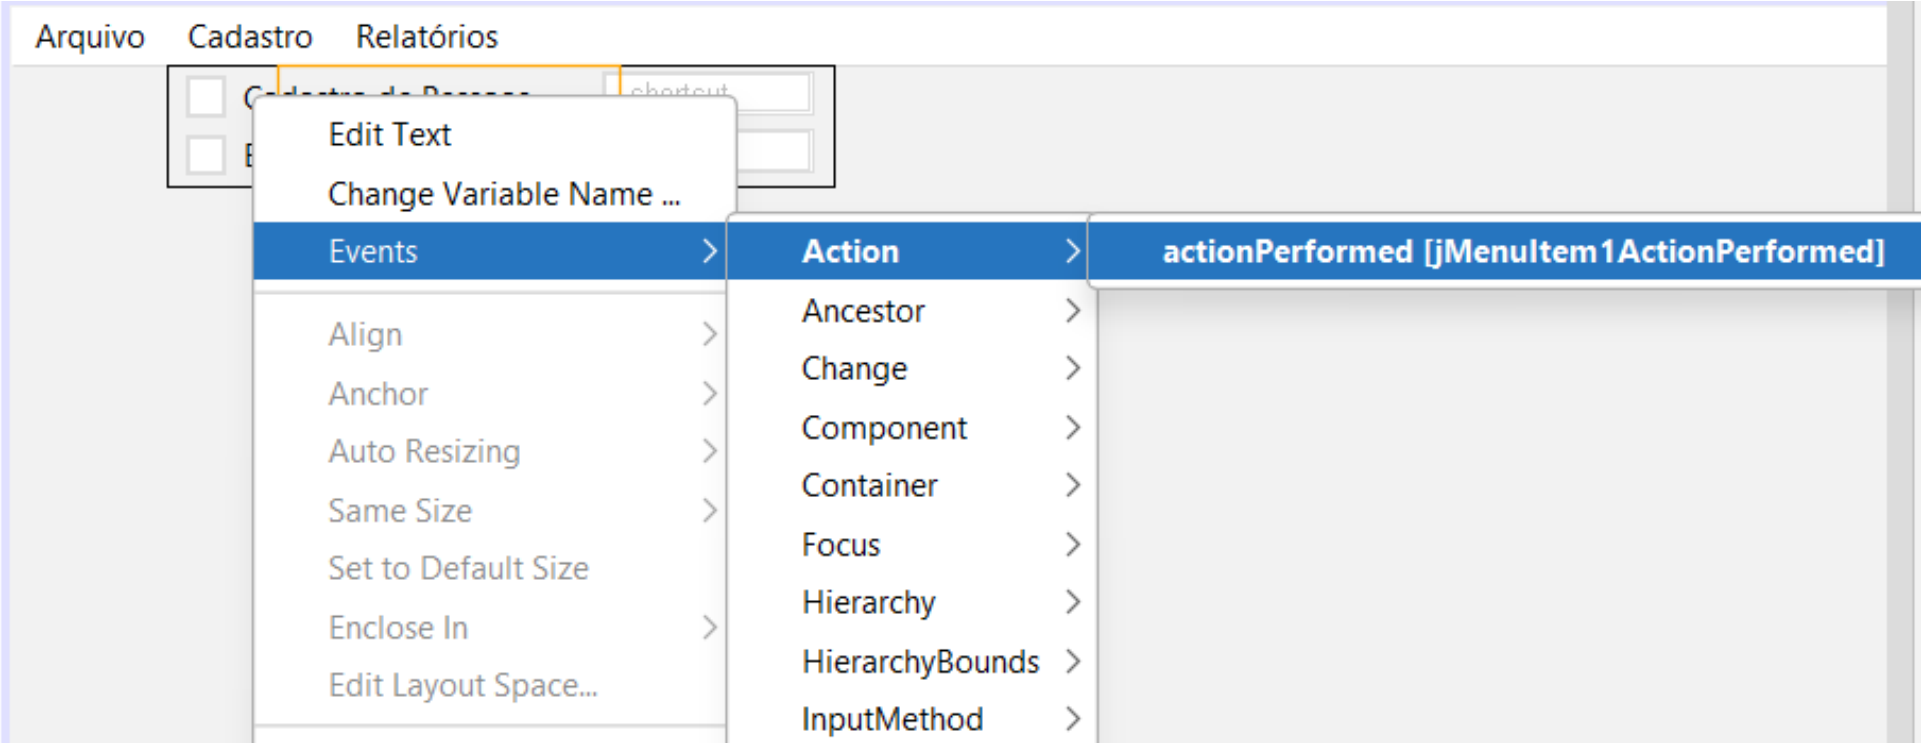 Arquivo Cadastro Relatórios
shortcut
Edit Text
Change Variable Name ...
Events
Action
actionPerformed [jMenuItem1ActionPerformed]
Ancestor
Align
Change
Anchor
Component
Auto Resizing
Container
Same Size
Focus
Set to Default Size
Hierarchy
Enclose In
HierarchyBounds
Edit Layout Space...
InputMethod